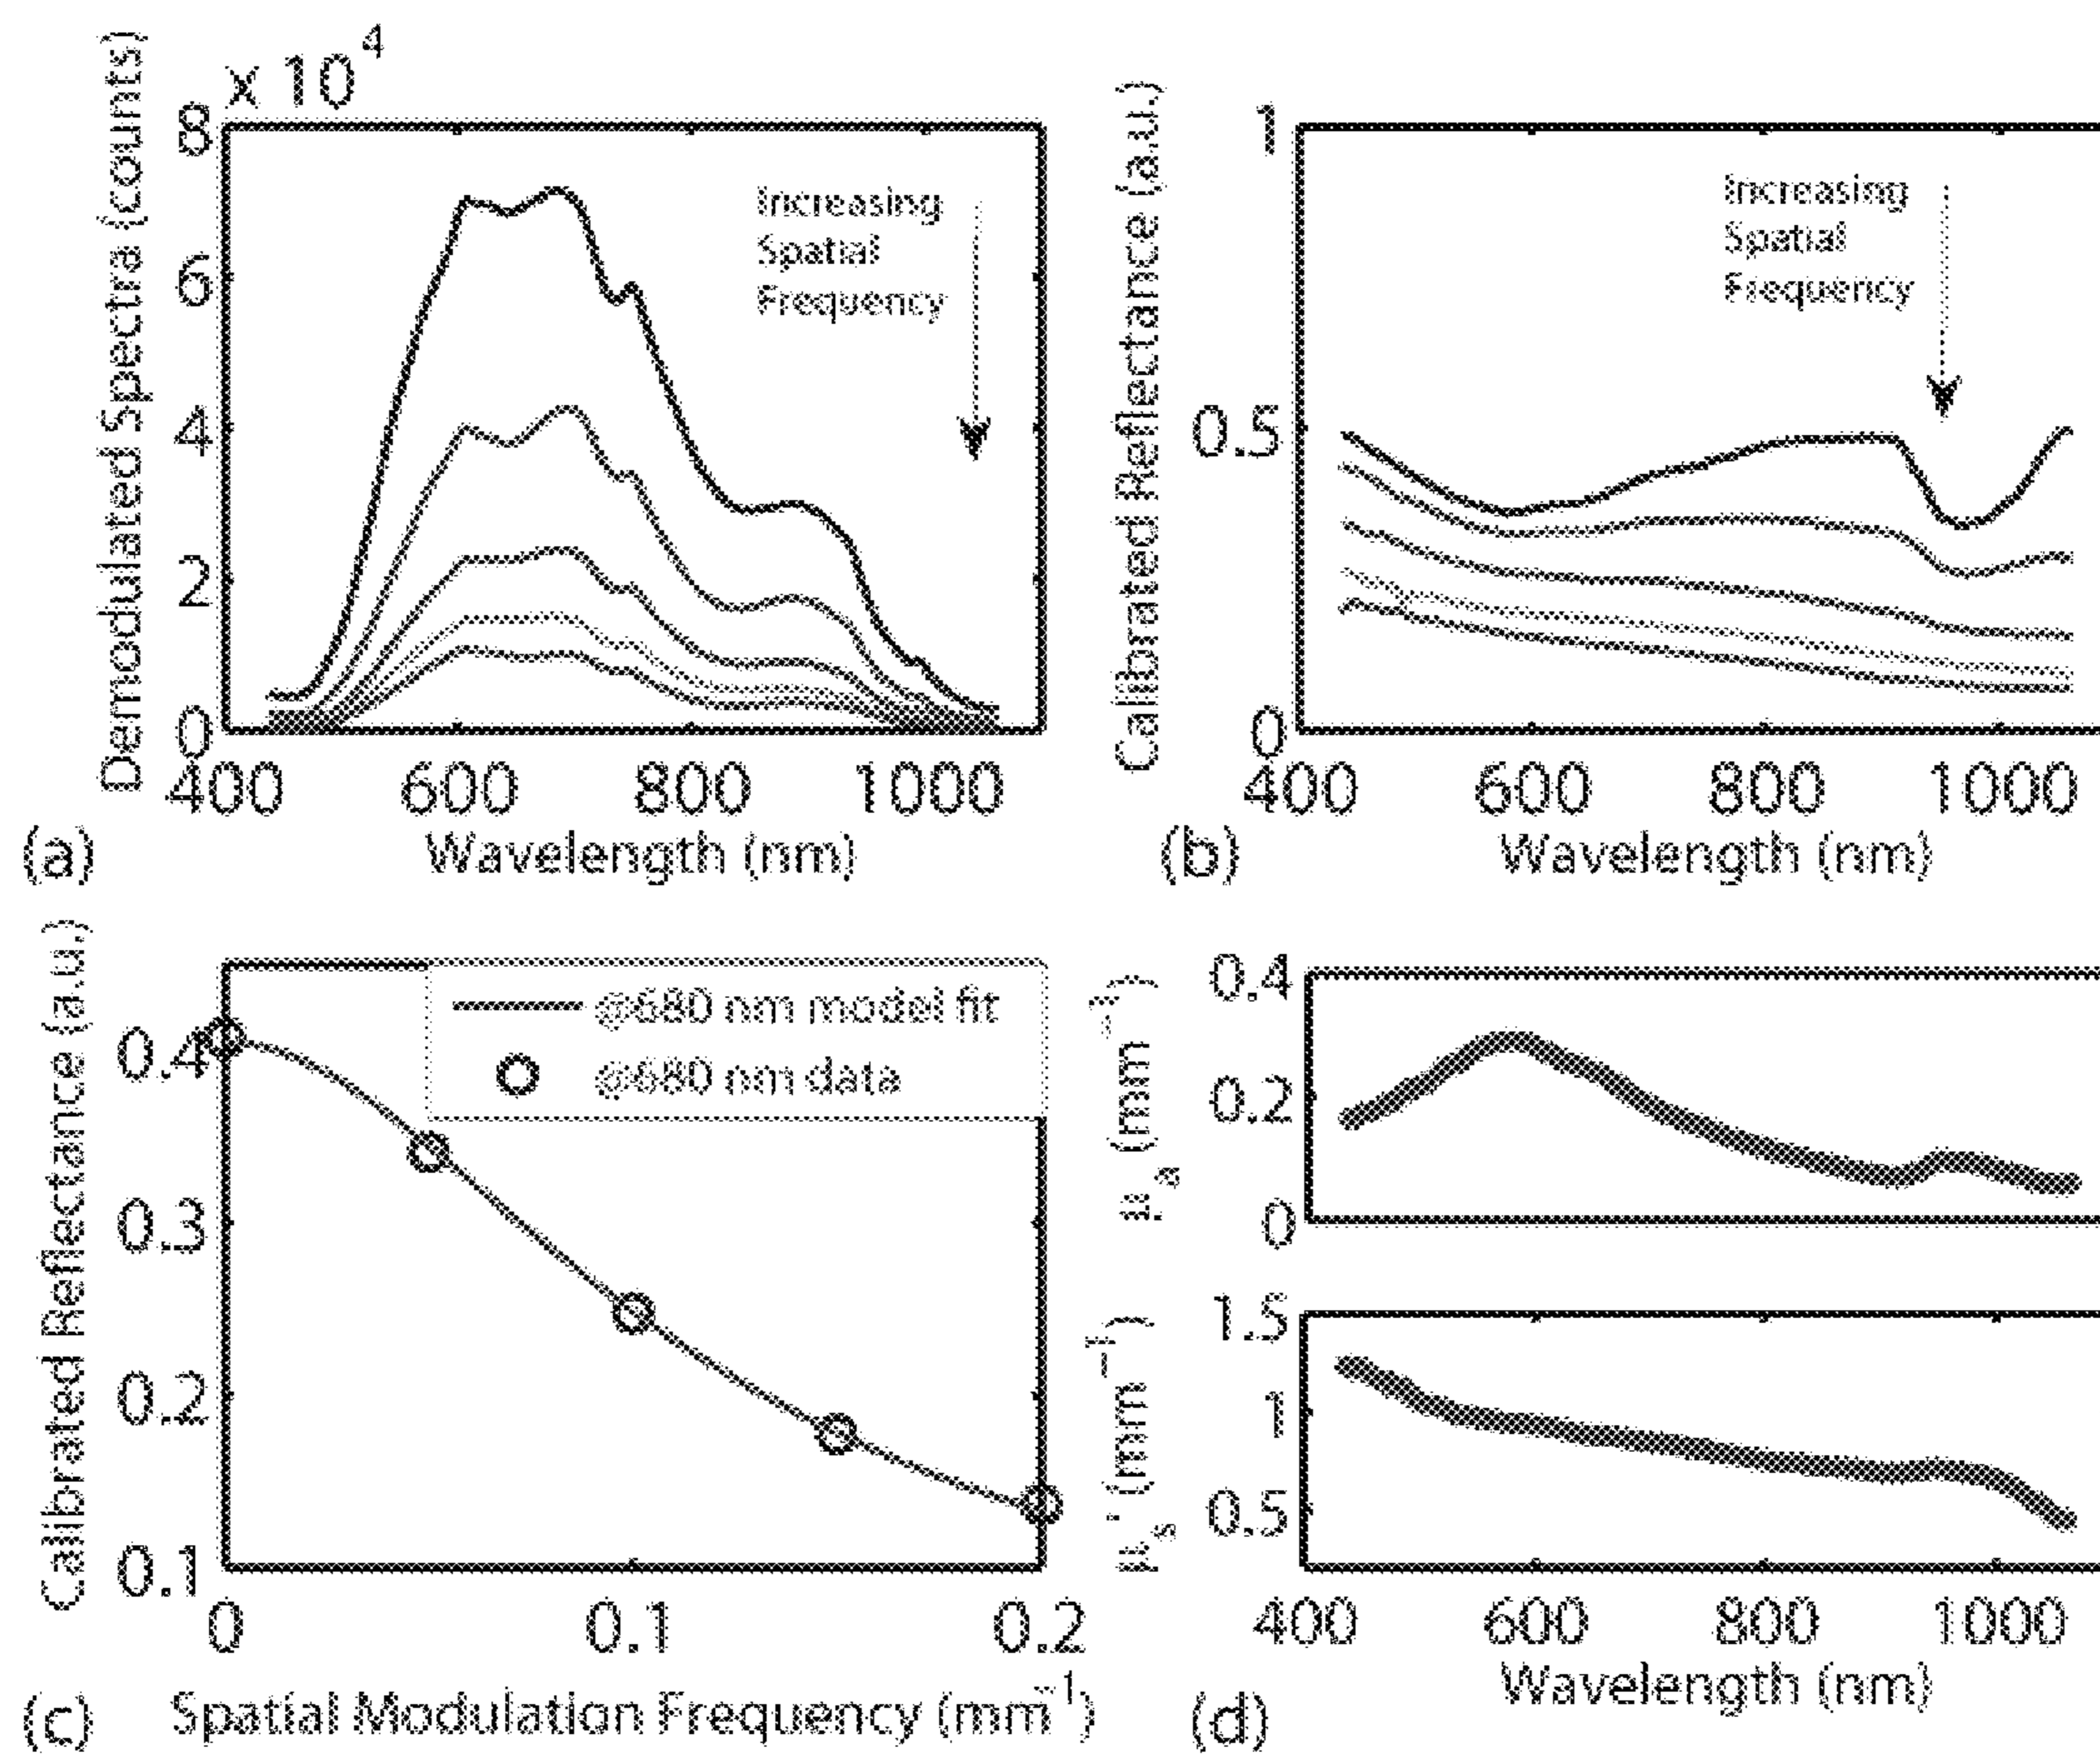 x 10^4
Demodulated Spectra (counts)
8
6
4
2
0
400 600 800 1000
Wavelength (nm)
Increasing
Spatial
Frequency
(a)
Calibrated Reflectance (a.u.)
1
0.5
0
400 600 800 1000
Wavelength (nm)
Increasing
Spatial
Frequency
(b)
Calibrated Reflectance (a.u.)
0.4
0.3
0.2
0.1
0 0.1 0.2
Spatial Modulation Frequency (mm^-1)
@680 nm model fit
@680 nm data
(c)
μa (mm^-1)
0.4
0.2
0
μs' (mm^-1)
1.5
1
0.5
400 600 800 1000
Wavelength (nm)
(d)